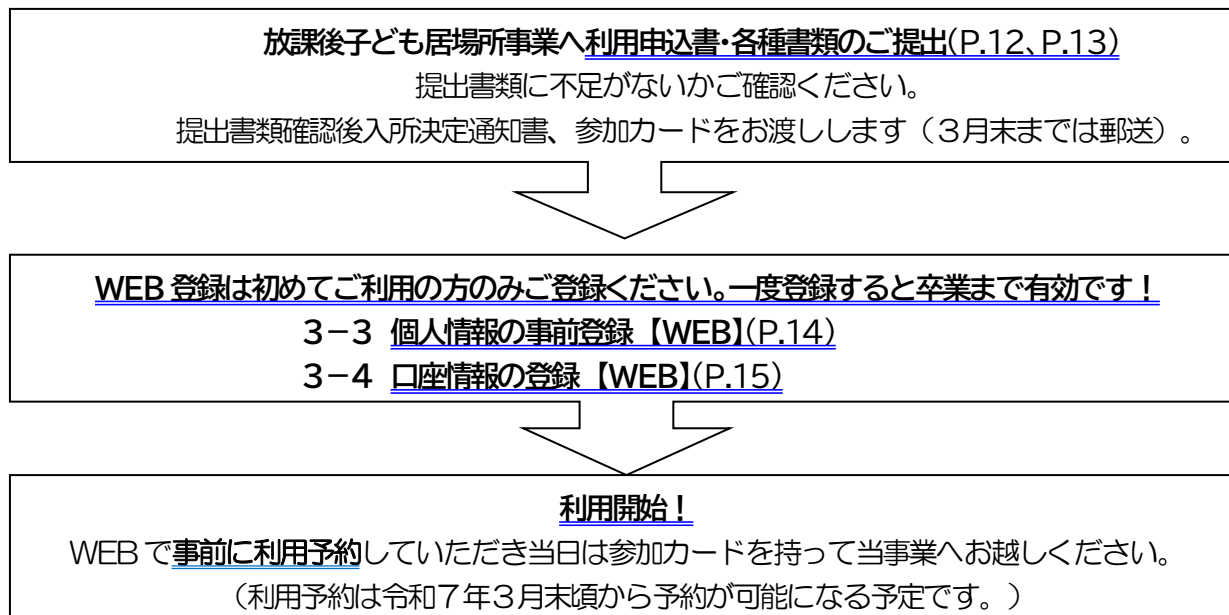 放課後子ども居場所事業へ利用申込書・各種書類のご提出(P.12、P.13)
提出書類に不足がないかご確認ください。
提出書類確認後入所決定通知書、参加カードをお渡しします（３月末までは郵送）。
WEB 登録は初めてご利用の方のみご登録ください。一度登録すると卒業まで有効です！
３－３ 個人情報の事前登録【WEB】(P.14)
３－４ 口座情報の登録【WEB】(P.15)
利用開始！
WEB で事前に利用予約していただき当日は参加カードを持って当事業へお越しください。
（利用予約は令和７年３月末頃から予約が可能になる予定です。）